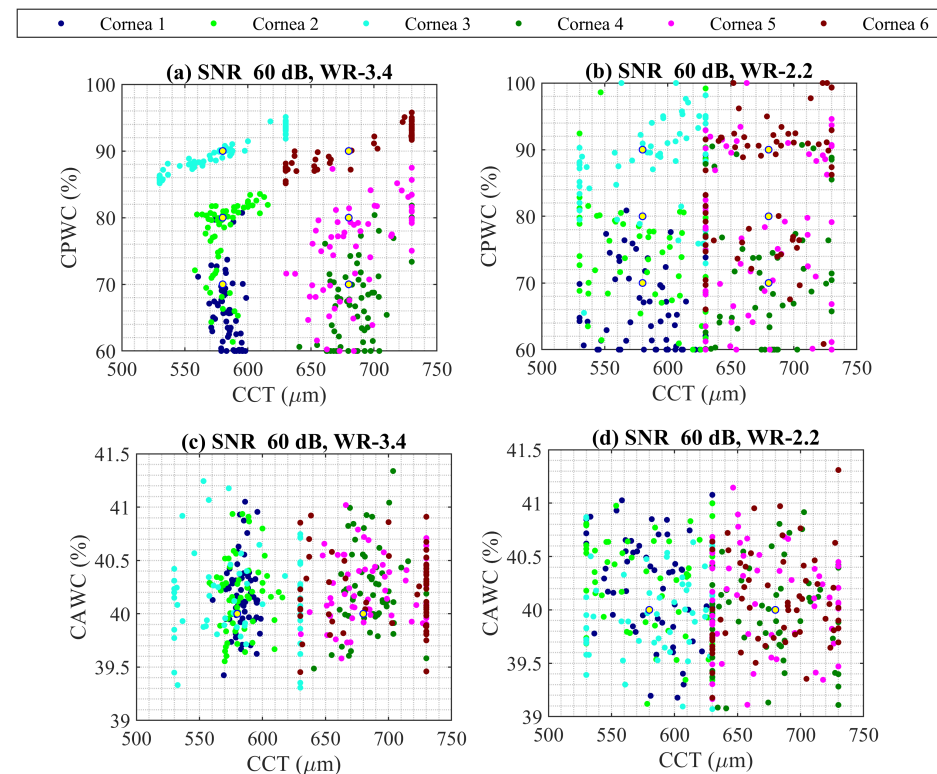 Cornea 1 Cornea 2 Cornea 3 Cornea 4 Cornea 5 Cornea 6
(a) SNR 60 dB, WR-3.4
100
90
80
70
60
CPWC (%)
500 550 600 650 700 750
CCT (μm)
(b) SNR 60 dB, WR-2.2
100
90
80
70
60
CPWC (%)
500 550 600 650 700 750
CCT (μm)
(c) SNR 60 dB, WR-3.4
41.5
41
40.5
40
39.5
39
CAWC (%)
500 550 600 650 700 750
CCT (μm)
(d) SNR 60 dB, WR-2.2
41.5
41
40.5
40
39.5
39
CAWC (%)
500 550 600 650 700 750
CCT (μm)